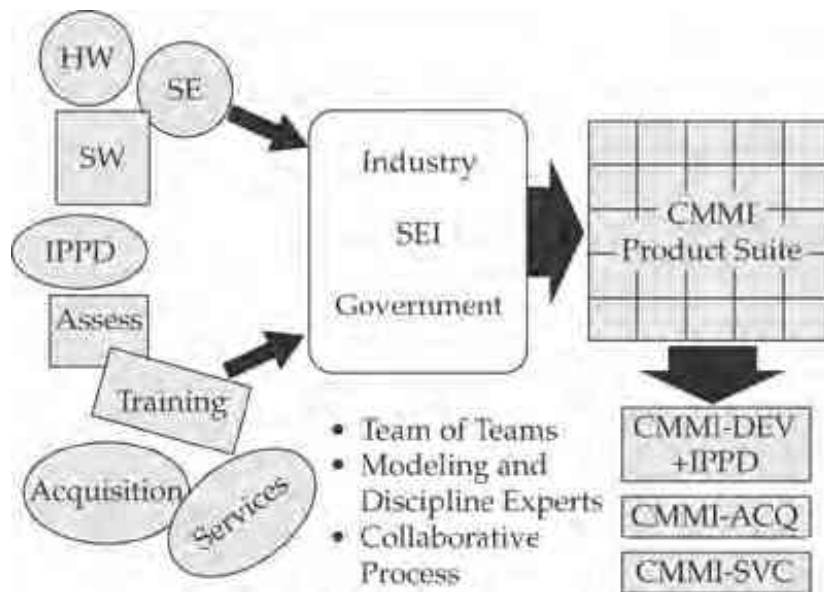 HW
SE
SW
IPPD
Assess
Training
Acquisition
Services
Industry
SEI
Government
• Team of Teams
• Modeling and
Discipline Experts
• Collaborative
Process
CMMI
Product Suite
CMMI-DEV
+IPPD
CMMI-ACQ
CMMI-SVC